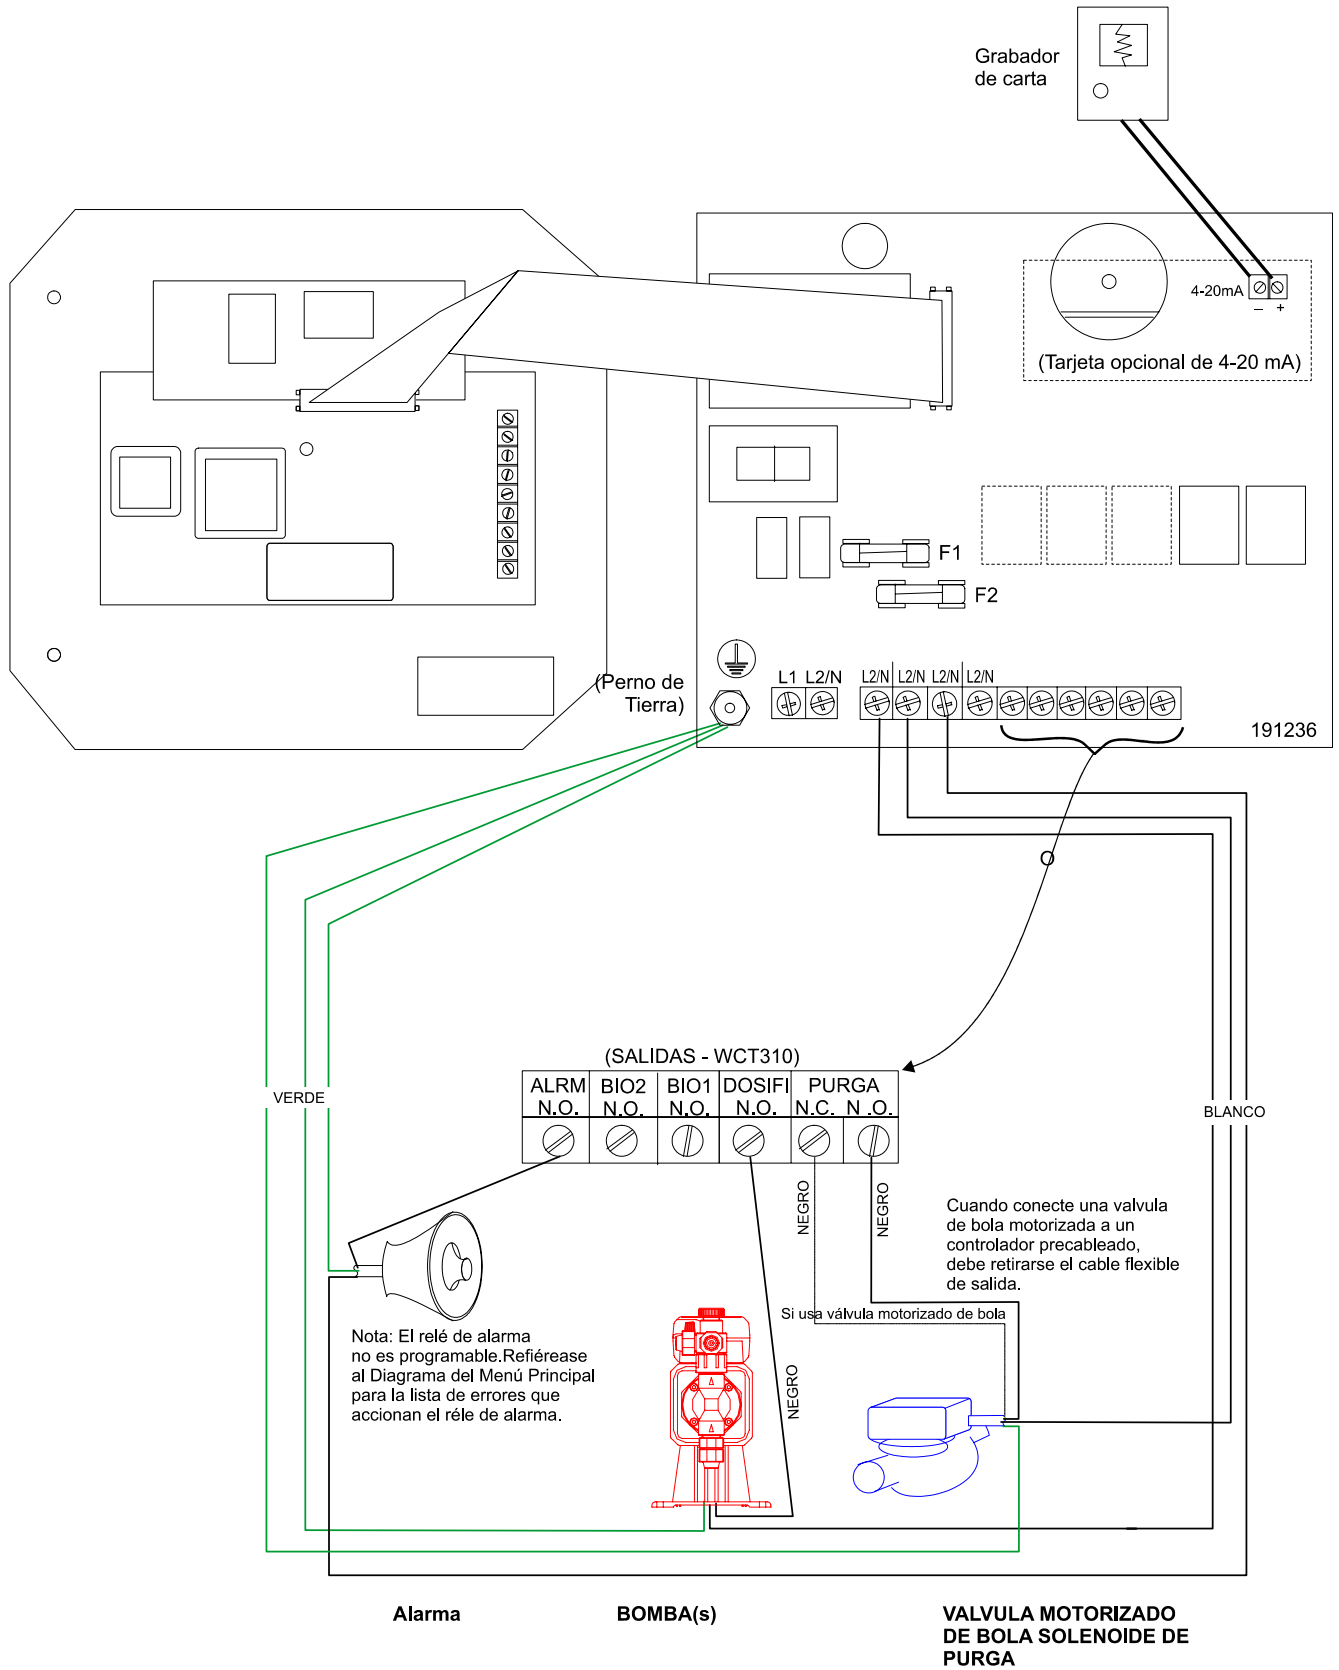 Grabador
de carta
4-20mA
– +
(Tarjeta opcional de 4-20 mA)
F1
F2
(Perno de
Tierra)
L1 L2/N
L2/N L2/N L2/N L2/N
191236
O
(SALIDAS - WCT310)
ALRM BIO2 BIO1 DOSIFI PURGA
N.O. N.O. N.O. N.O. N.C. N .O.
VERDE
BLANCO
NEGRO
NEGRO
Cuando conecte una valvula
de bola motorizada a un
controlador precableado,
debe retirarse el cable flexible
de salida.
Si usa válvula motorizado de bola
Nota: El relé de alarma
no es programable.Refiérease
al Diagrama del Menú Principal
para la lista de errores que
accionan el réle de alarma.
NEGRO
Alarma
BOMBA(s)
VALVULA MOTORIZADO
DE BOLA SOLENOIDE DE
PURGA